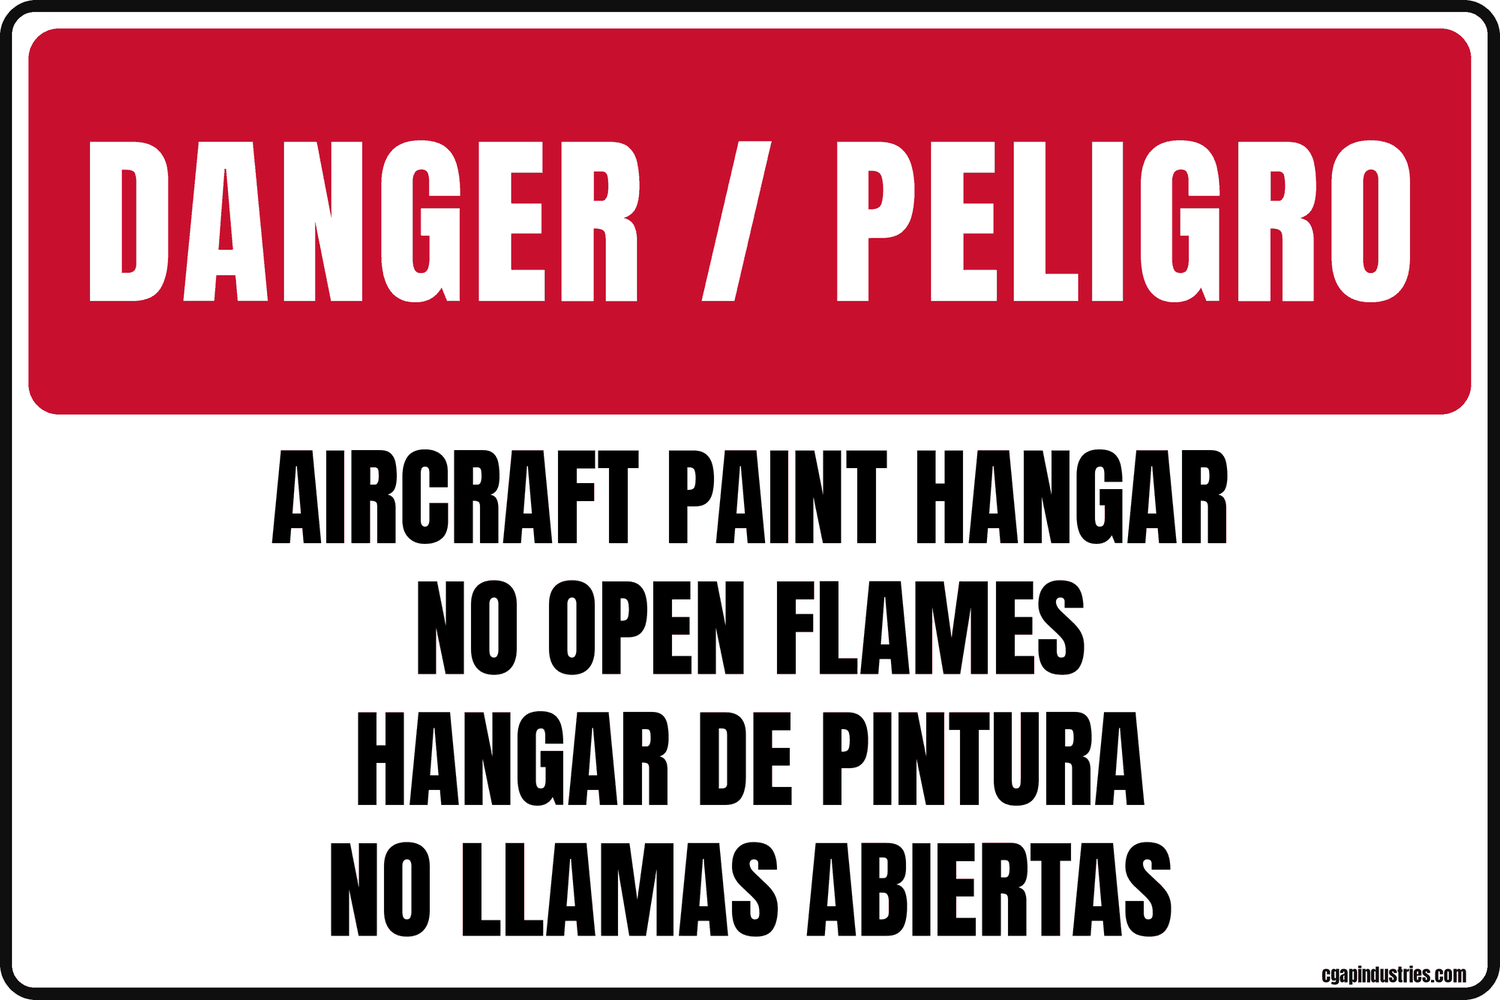 DANGER / PELIGRO
AIRCRAFT PAINT HANGAR
NO OPEN FLAMES
HANGAR DE PINTURA
NO LLAMAS ABIERTAS
cgapindustries.com